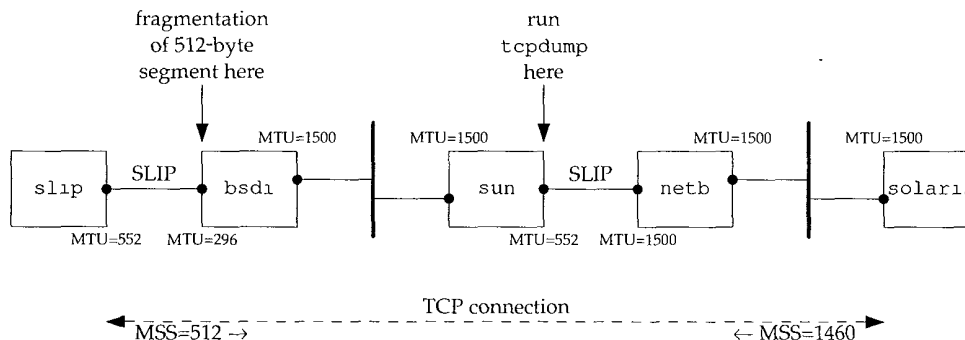 fragmentation
of 512-byte
segment here
run
tcpdump
here
MTU=1500
MTU=1500
MTU=1500
MTU=1500
slip
SLIP
bsdi
sun
SLIP
netb
solari
MTU=552
MTU=296
MTU=552
MTU=1500
TCP connection
MSS=512 →
← MSS=1460